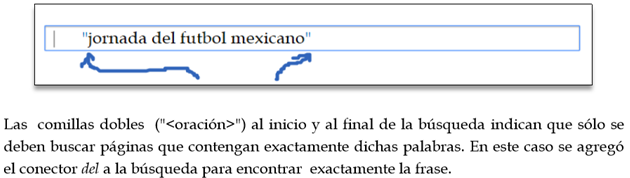 "jornada del futbol mexicano"
Las comillas dobles ("<oración>") al inicio y al final de la búsqueda indican que sólo se
deben buscar páginas que contengan exactamente dichas palabras. En este caso se agregó
el conector del a la búsqueda para encontrar exactamente la frase.